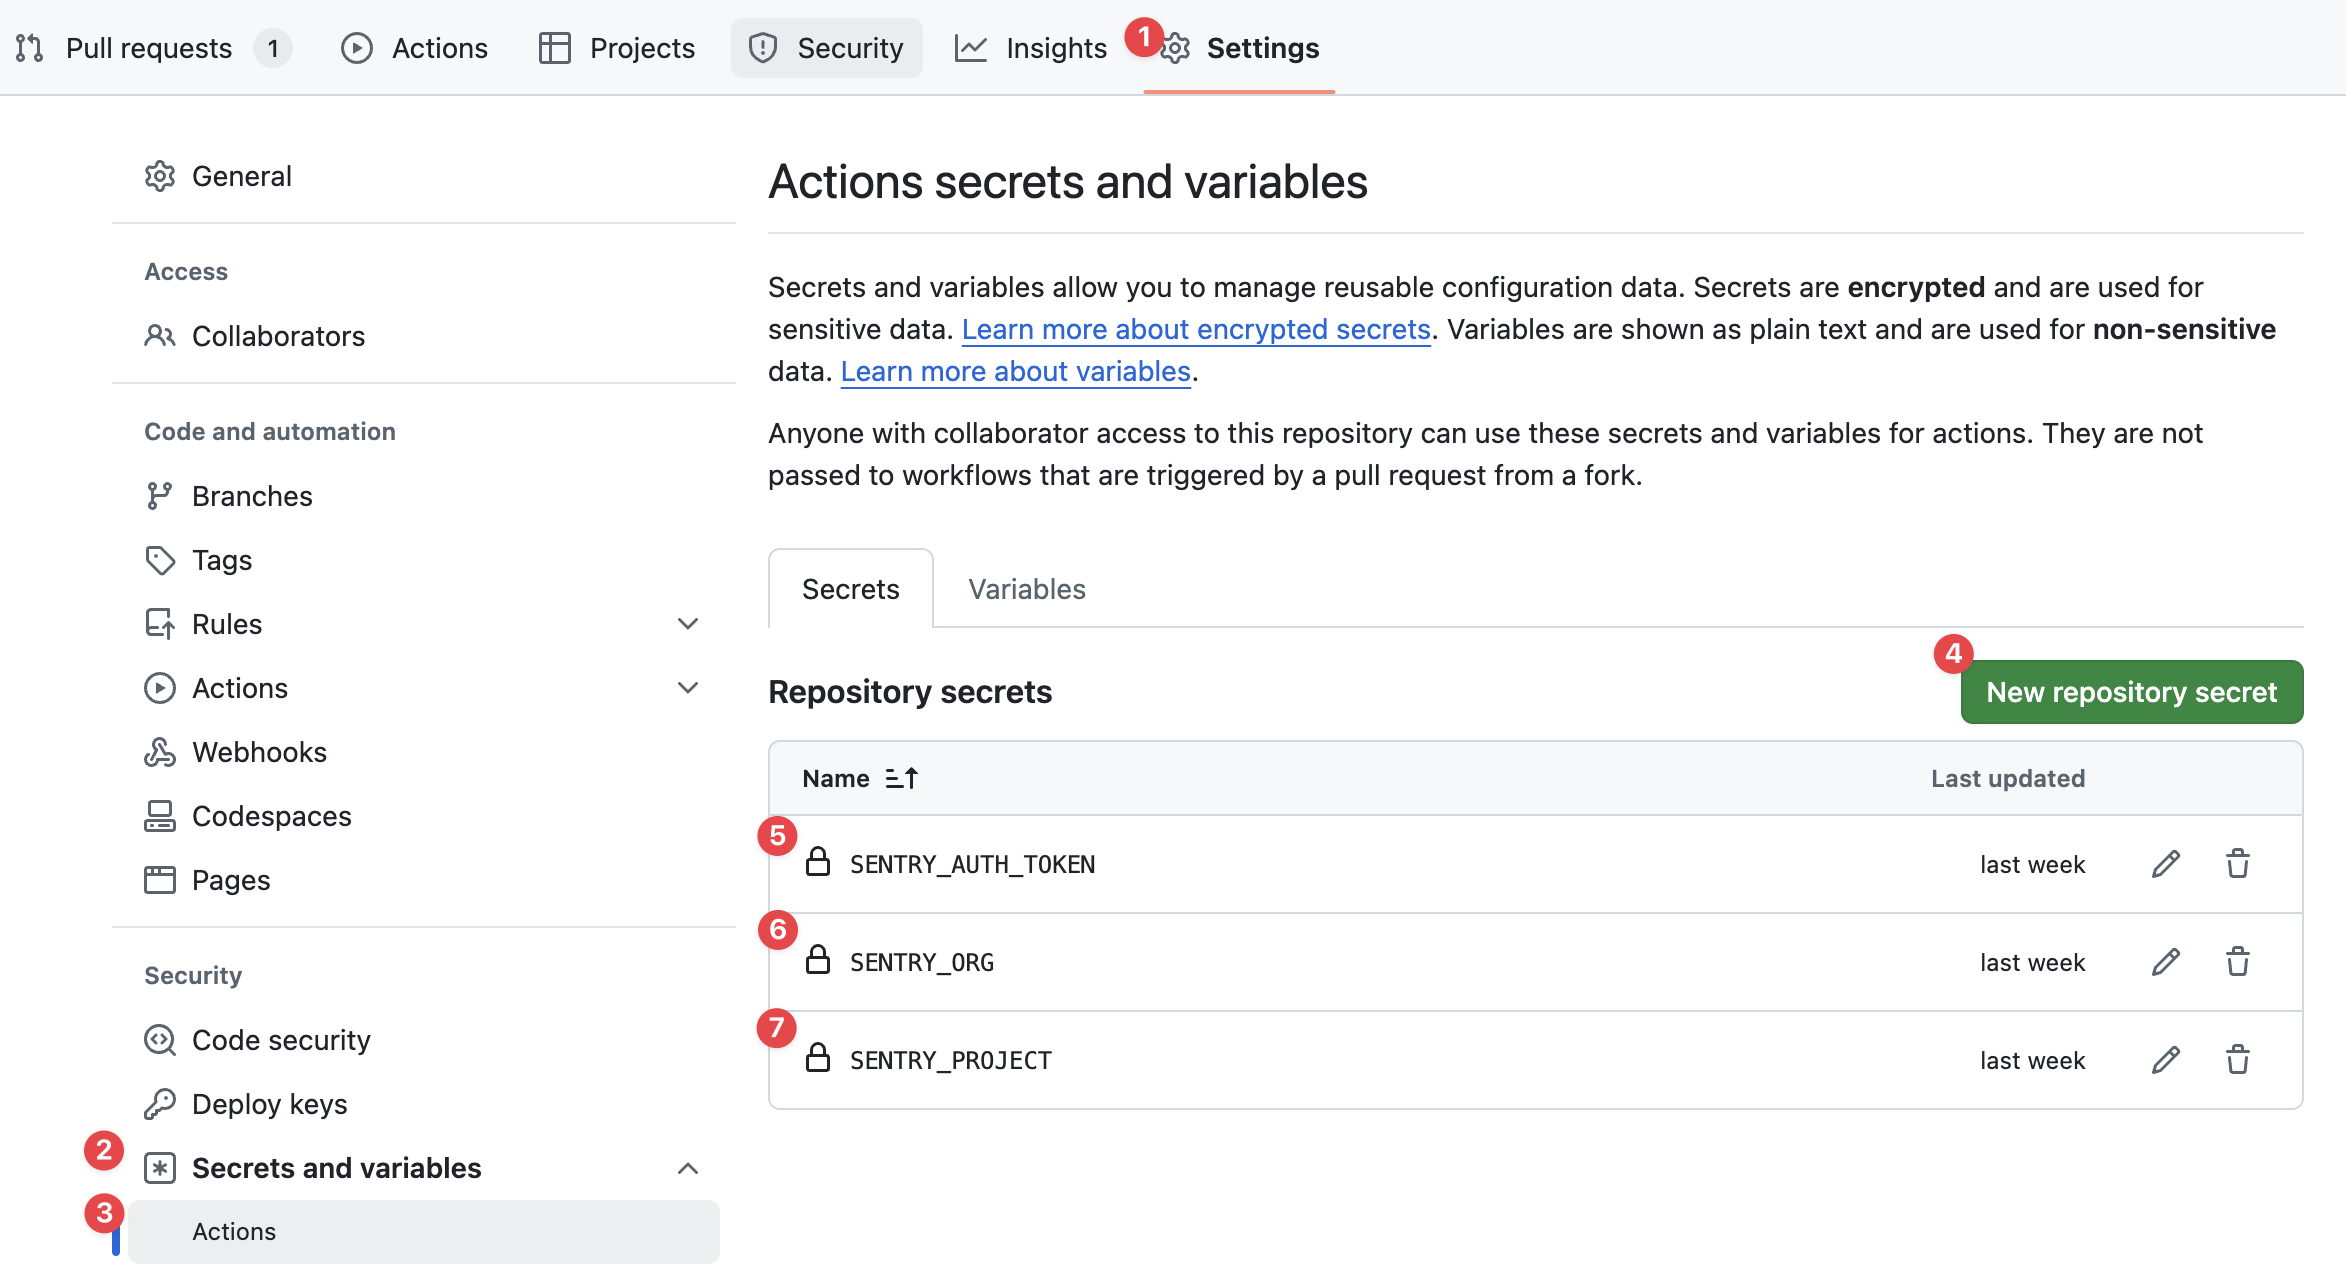 Pull requests 1 Actions Projects Security Insights 1 Settings
General
Access
Collaborators
Code and automation
Branches
Tags
Rules
Actions
Webhooks
Codespaces
Pages
Security
Code security
Deploy keys
2 Secrets and variables
3 Actions
Actions secrets and variables
Secrets and variables allow you to manage reusable configuration data. Secrets are encrypted and are used for
sensitive data. Learn more about encrypted secrets. Variables are shown as plain text and are used for non-sensitive
data. Learn more about variables.
Anyone with collaborator access to this repository can use these secrets and variables for actions. They are not
passed to workflows that are triggered by a pull request from a fork.
Secrets Variables
Repository secrets 4 New repository secret
Name Last updated
5 SENTRY_AUTH_TOKEN last week
6 SENTRY_ORG last week
7 SENTRY_PROJECT last week